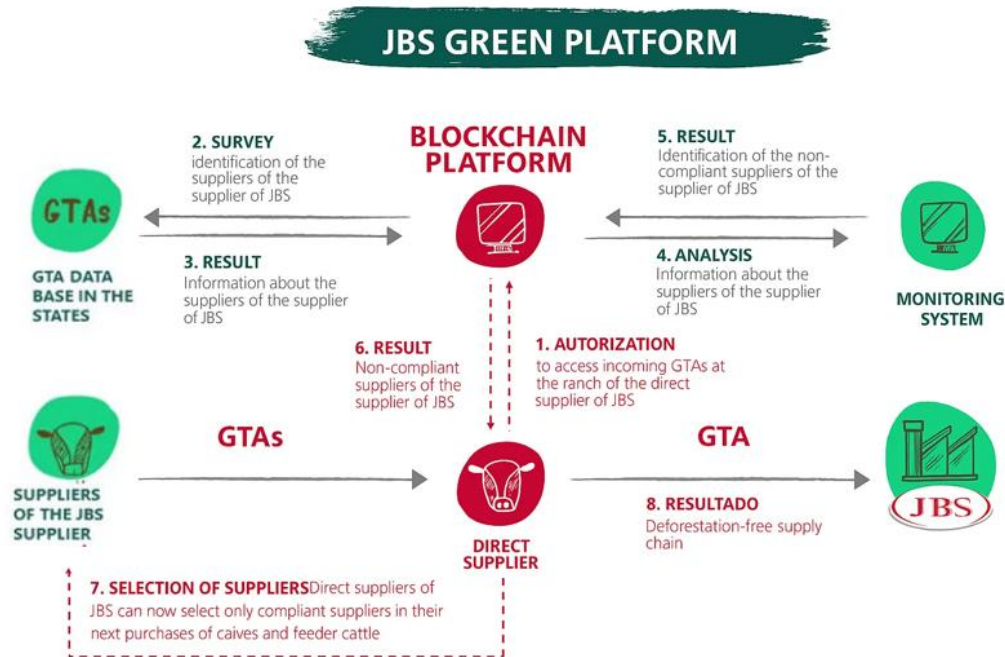 JBS GREEN PLATFORM
2. SURVEY
identification of the
suppliers of the
supplier of JBS
BLOCKCHAIN
PLATFORM
5. RESULT
Identification of the non-
compliant suppliers of the
supplier of JBS
GTAs
GTA DATA
BASE IN THE
STATES
3. RESULT
Information about the
suppliers of the supplier
of JBS
4. ANALYSIS
Information about the
suppliers of the supplier
of JBS
MONITORING
SYSTEM
6. RESULT
Non-compliant
suppliers of the
supplier of JBS
1. AUTORIZATION
to access incoming GTAs at
the ranch of the direct
supplier of JBS
GTAs
GTA
SUPPLIERS
OF THE JBS
SUPPLIER
DIRECT
SUPPLIER
8. RESULTADO
Deforestation-free supply
chain
JBS
7. SELECTION OF SUPPLIERSDirect suppliers of
JBS can now select only compliant suppliers in their
next purchases of caives and feeder cattle